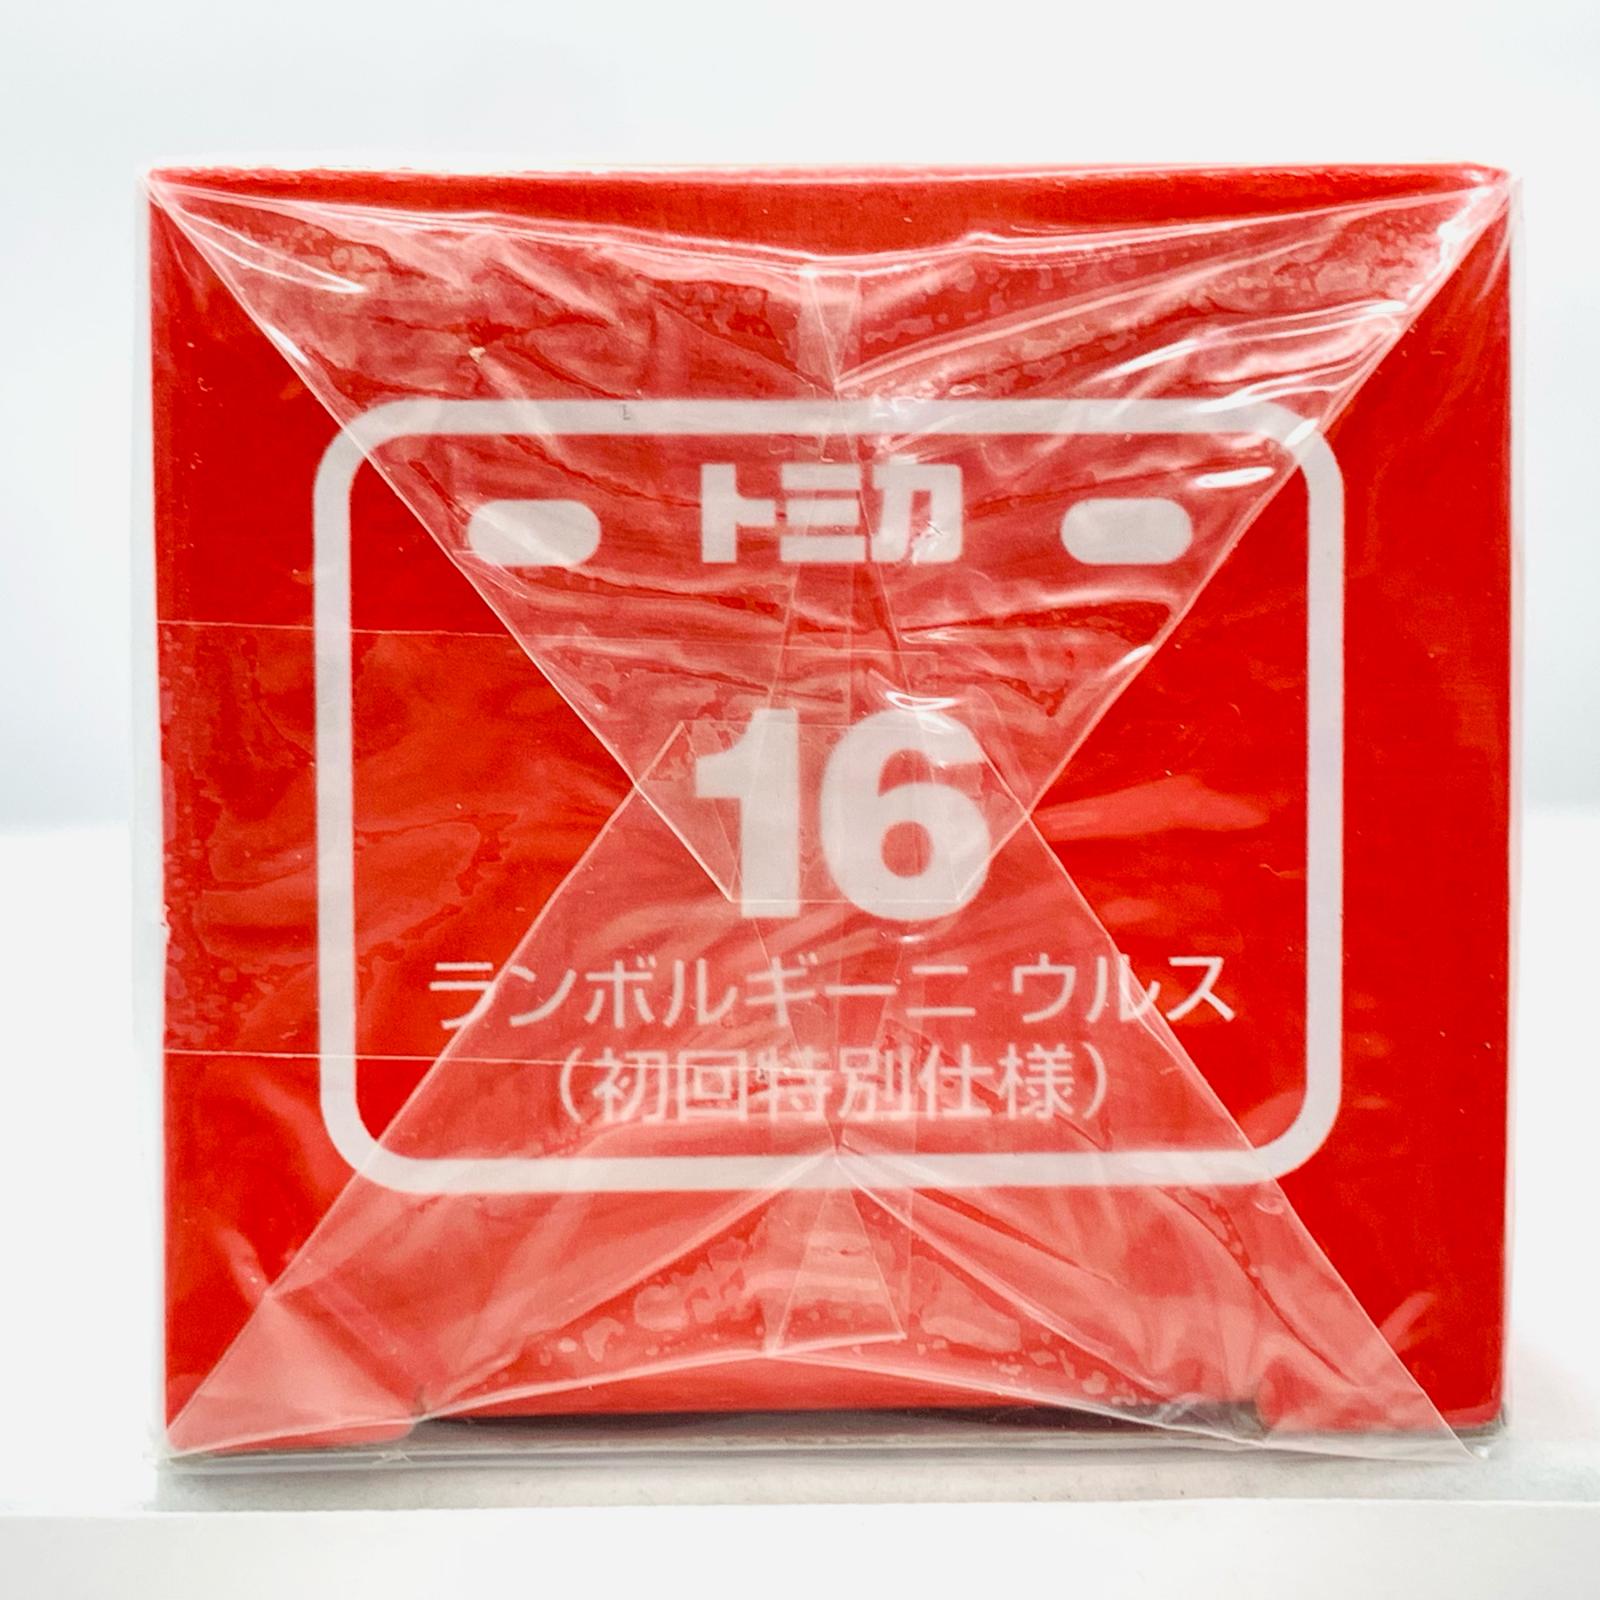 トミカ
16
ランボルギーニ ウルス
（初回特別仕様）